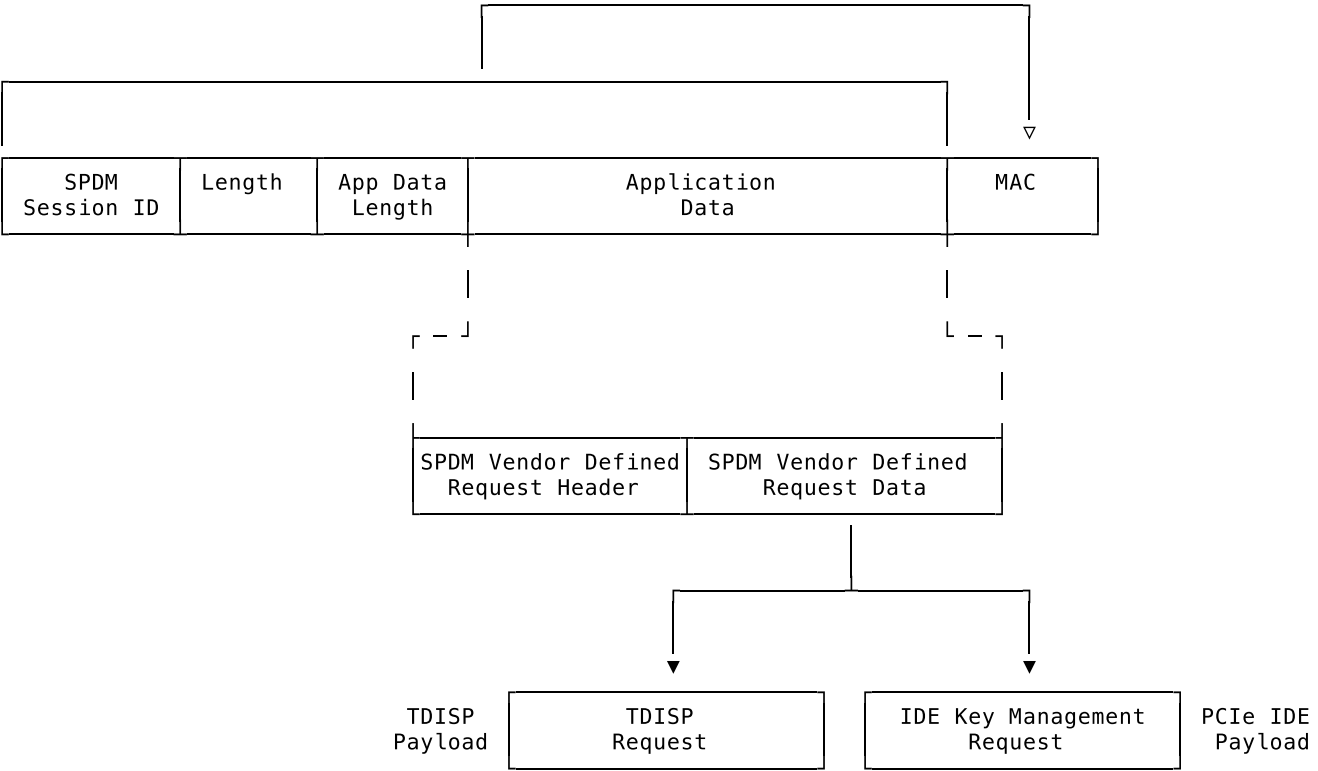 SPDM
Session ID
Length
App Data
Length
Application
Data
MAC
SPDM Vendor Defined
Request Header
SPDM Vendor Defined
Request Data
TDISP
Payload
TDISP
Request
IDE Key Management
Request
PCIe IDE
Payload